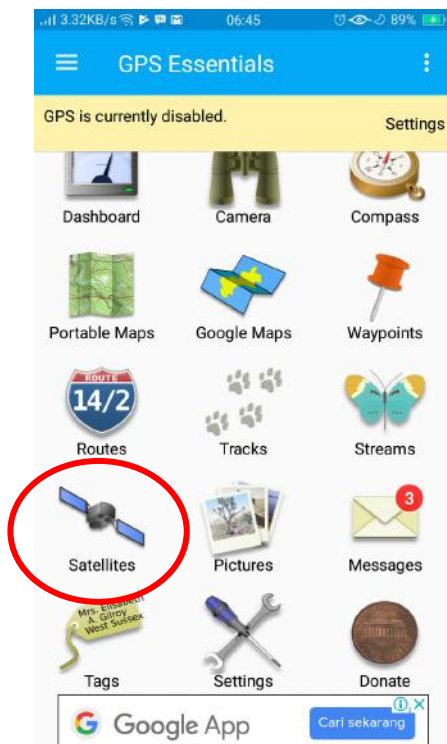 3.32KB/s 06:45 89%
GPS Essentials
GPS is currently disabled.
Settings
Dashboard Camera Compass
Portable Maps Google Maps Waypoints
ROUTE
14/2
Routes Tracks Streams
3
Satellites Pictures Messages
Mrs. Elisabeth
A. Gilroy
West Sussex
Tags Settings Donate
G Google App
Cari sekarang